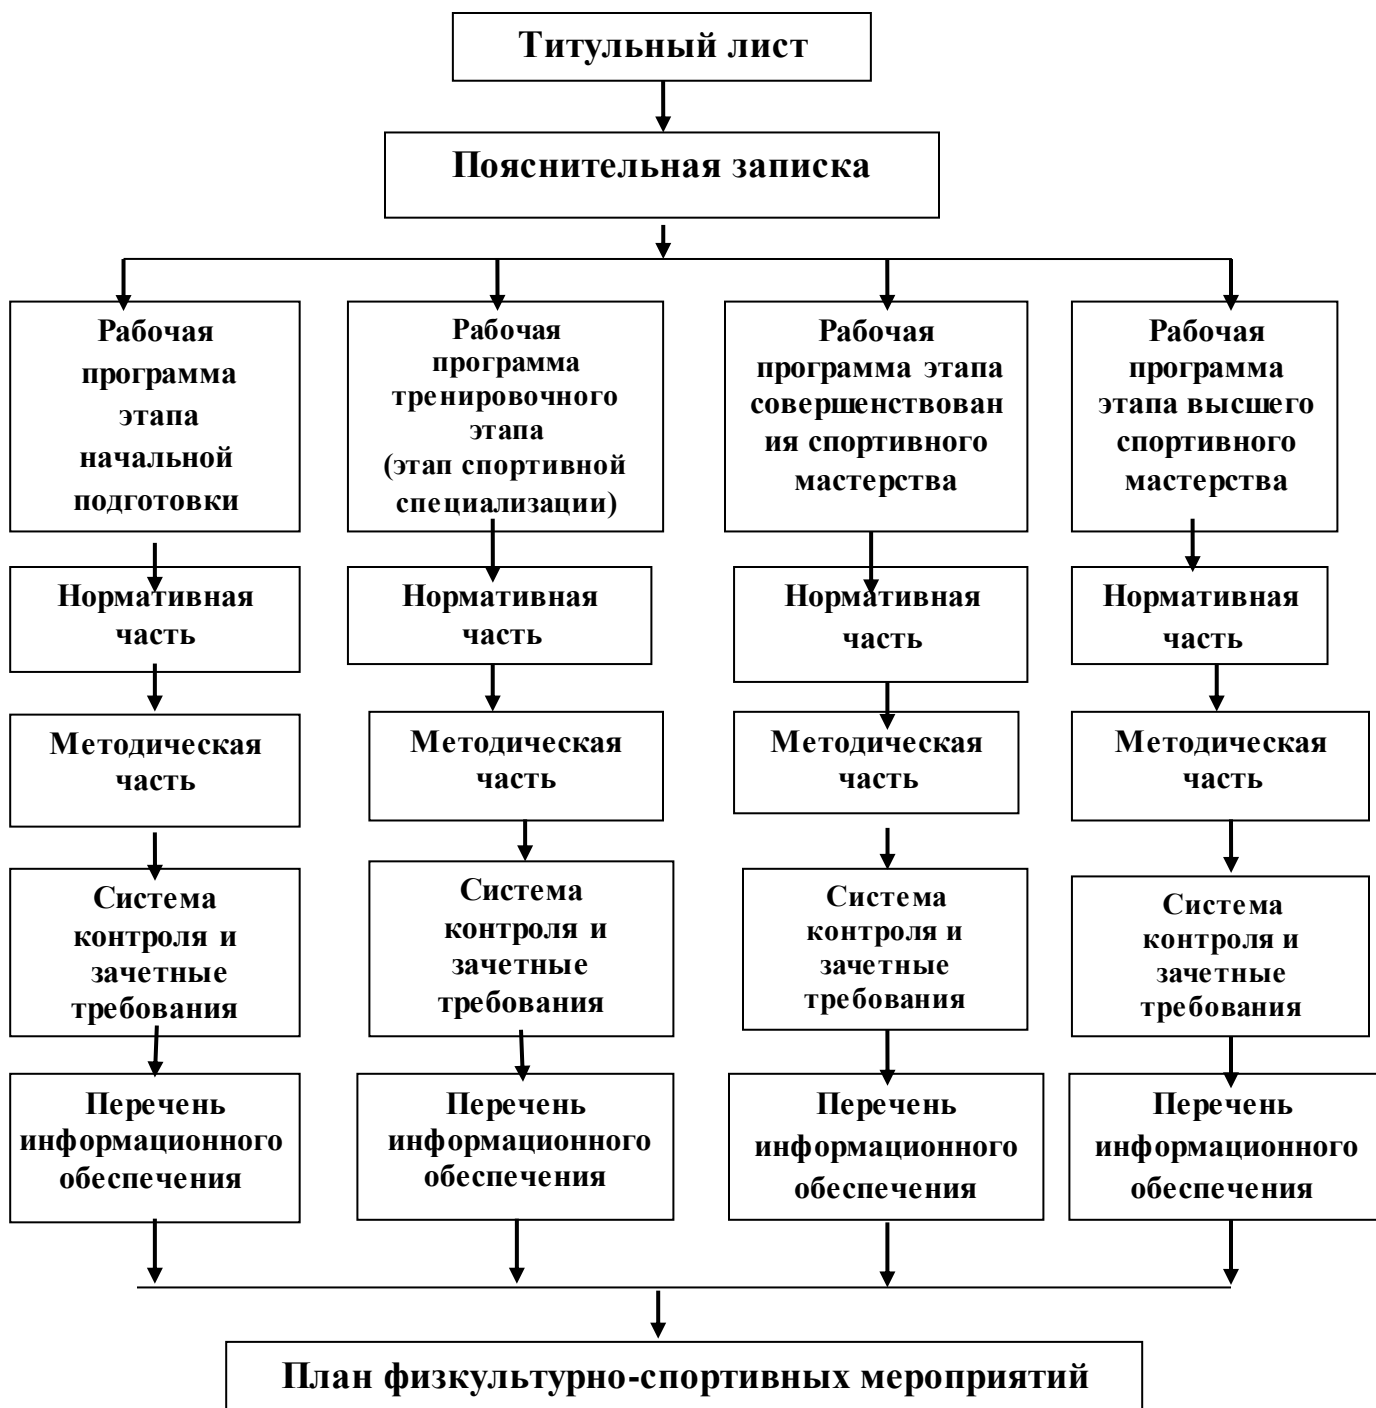 Титульный лист
Пояснительная записка
Рабочая
программа
этапа
начальной
подготовки
Рабочая
программа
тренировочного
этапа
(этап спортивной
специализации)
Рабочая
программа этапа
совершенствован
ия спортивного
мастерства
Рабочая
программа
этапа высшего
спортивного
мастерства
Нормативная
часть
Нормативная
часть
Нормативная
часть
Нормативная
часть
Методическая
часть
Методическая
часть
Методическая
часть
Методическая
часть
Система
контроля и
зачетные
требования
Система
контроля и
зачетные
требования
Система
контроля и
зачетные
требования
Система
контроля и
зачетные
требования
Перечень
информационного
обеспечения
Перечень
информационного
обеспечения
Перечень
информационного
обеспечения
Перечень
информационного
обеспечения
План физкультурно-спортивных мероприятий